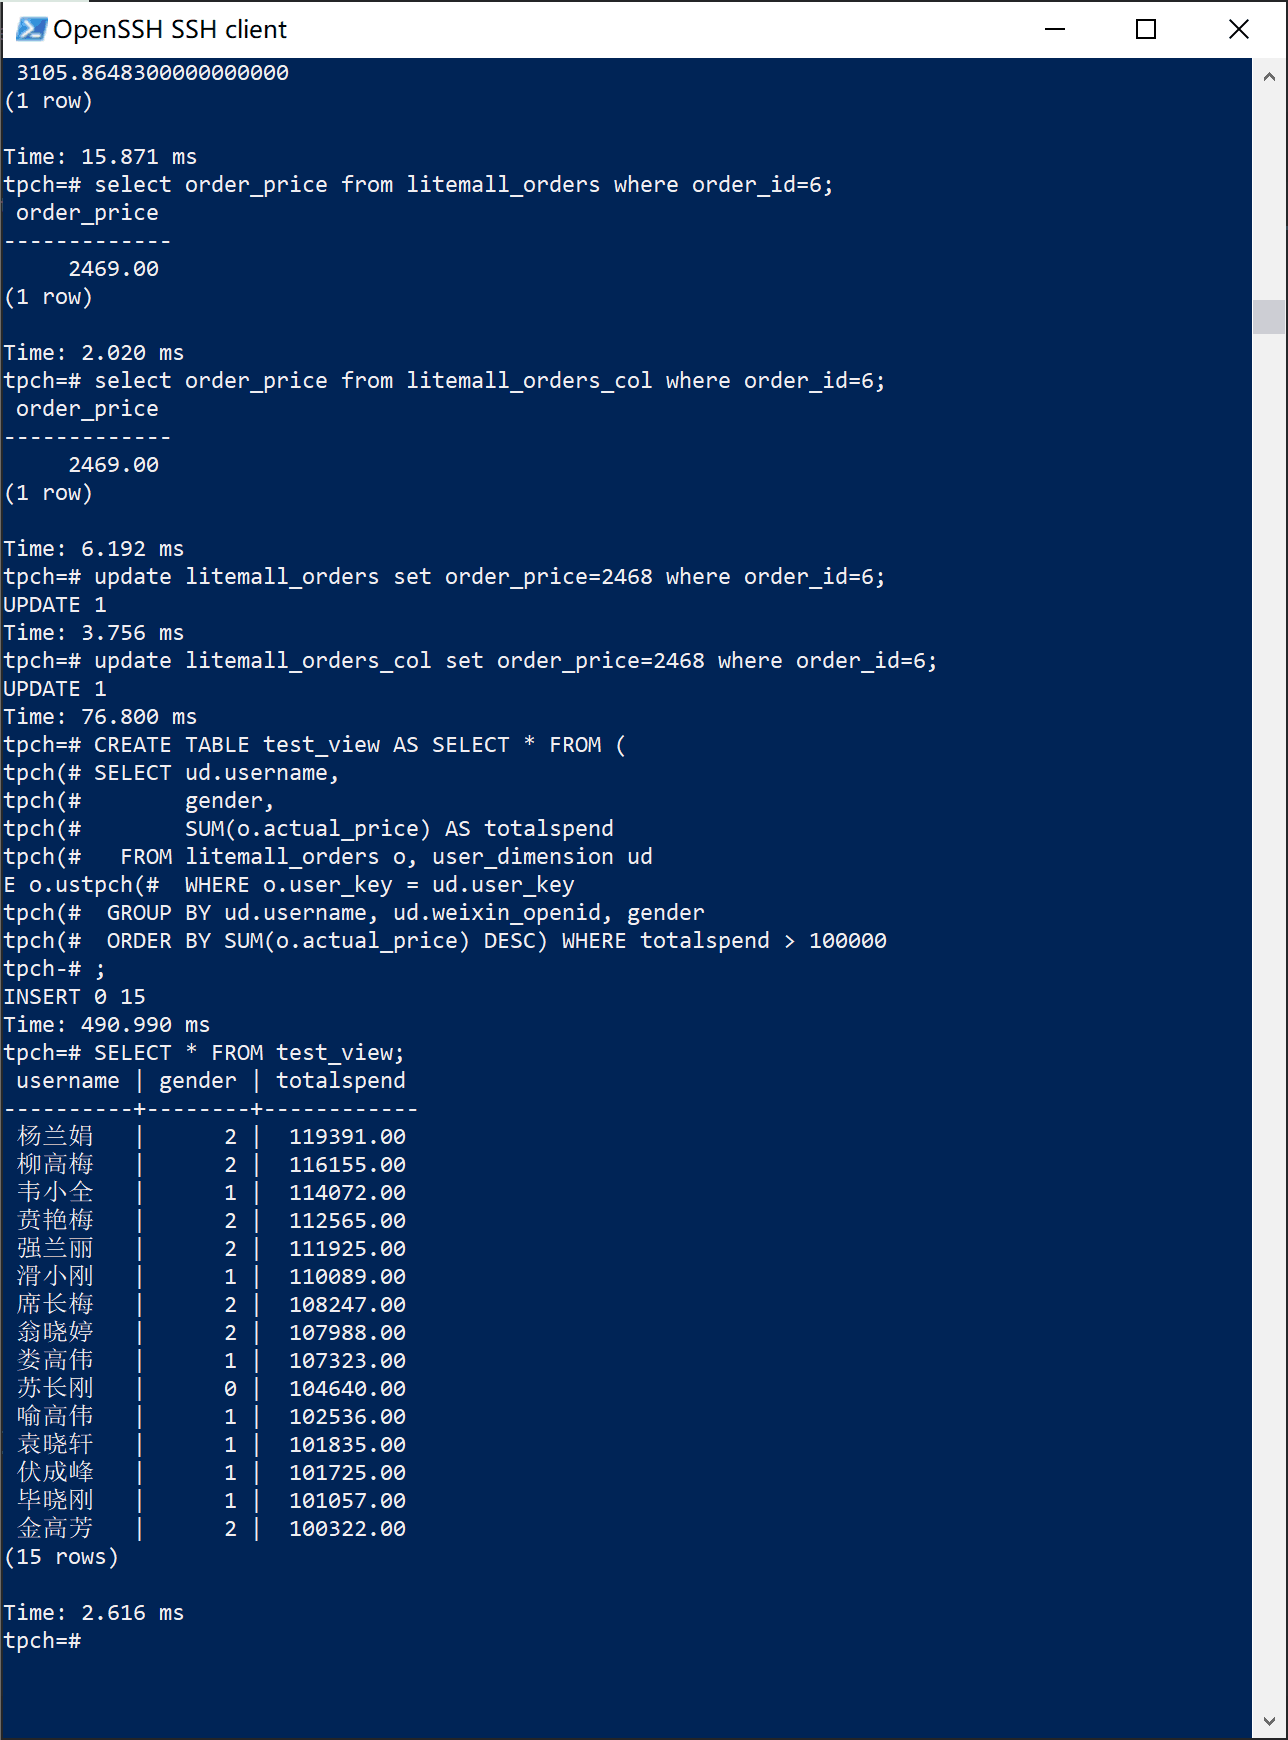 OpenSSH SSH client
3105.8648300000000000
(1 row)
Time: 15.871 ms
tpch=# select order_price from litemall_orders where order_id=6;
order_price
-------------
2469.00
(1 row)
Time: 2.020 ms
tpch=# select order_price from litemall_orders_col where order_id=6;
order_price
-------------
2469.00
(1 row)
Time: 6.192 ms
tpch=# update litemall_orders set order_price=2468 where order_id=6;
UPDATE 1
Time: 3.756 ms
tpch=# update litemall_orders_col set order_price=2468 where order_id=6;
UPDATE 1
Time: 76.800 ms
tpch=# CREATE TABLE test_view AS SELECT * FROM (
tpch(# SELECT ud.username,
tpch(#        gender,
tpch(#        SUM(o.actual_price) AS totalspend
tpch(#   FROM litemall_orders o, user_dimension ud
E o.ustpch(#  WHERE o.user_key = ud.user_key
tpch(#  GROUP BY ud.username, ud.weixin_openid, gender
tpch(#  ORDER BY SUM(o.actual_price) DESC) WHERE totalspend > 100000
tpch-# ;
INSERT 0 15
Time: 490.990 ms
tpch=# SELECT * FROM test_view;
username | gender | totalspend
----------+--------+------------
杨兰娟   |      2 |  119391.00
柳高梅   |      2 |  116155.00
韦小全   |      1 |  114072.00
贲艳梅   |      2 |  112565.00
强兰丽   |      2 |  111925.00
滑小刚   |      1 |  110089.00
席长梅   |      2 |  108247.00
翁晓婷   |      2 |  107988.00
娄高伟   |      1 |  107323.00
苏长刚   |      0 |  104640.00
喻高伟   |      1 |  102536.00
袁晓轩   |      1 |  101835.00
伏成峰   |      1 |  101725.00
毕晓刚   |      1 |  101057.00
金高芳   |      2 |  100322.00
(15 rows)
Time: 2.616 ms
tpch=#